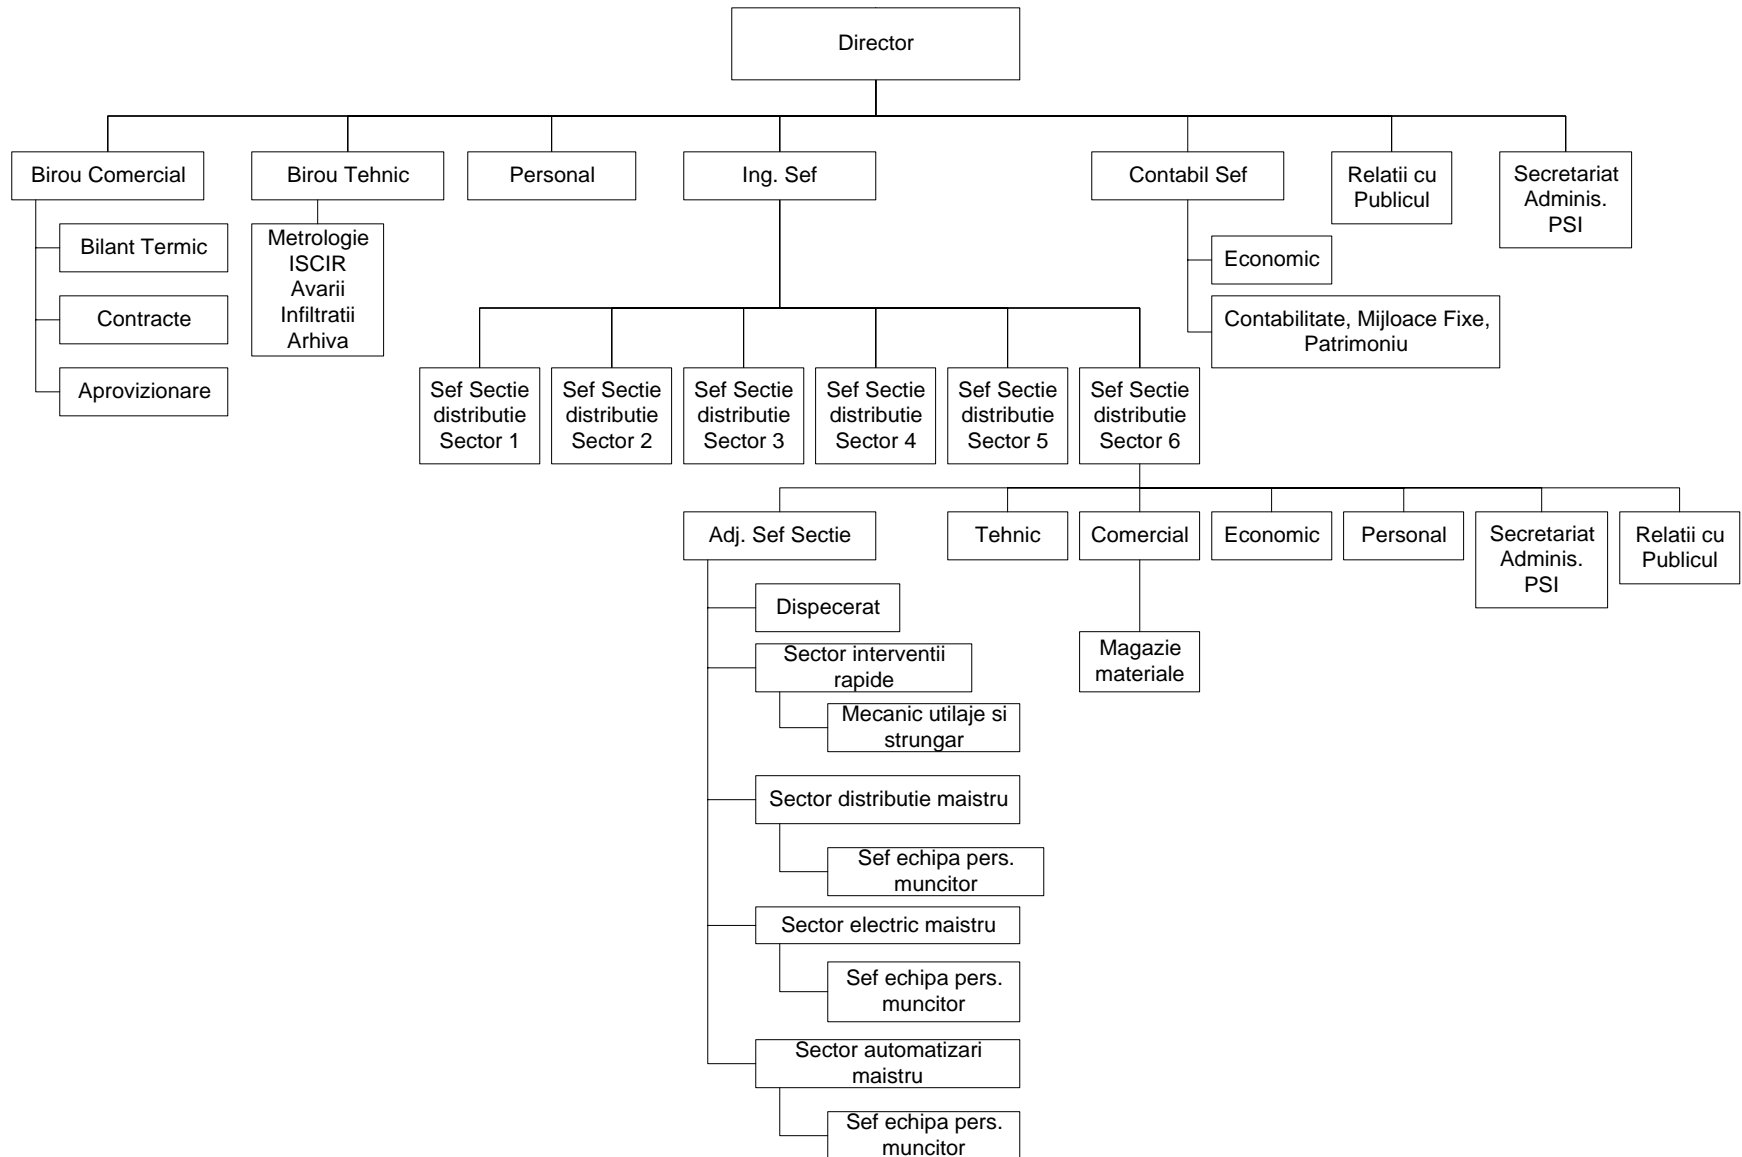 Director
Birou Comercial
Birou Tehnic
Personal
Ing. Sef
Contabil Sef
Relatii cu
Publicul
Secretariat
Adminis.
PSI
Bilant Termic
Contracte
Aprovizionare
Metrologie
ISCIR
Avarii
Infiltratii
Arhiva
Economic
Contabilitate, Mijloace Fixe,
Patrimoniu
Sef Sectie
distributie
Sector 1
Sef Sectie
distributie
Sector 2
Sef Sectie
distributie
Sector 3
Sef Sectie
distributie
Sector 4
Sef Sectie
distributie
Sector 5
Sef Sectie
distributie
Sector 6
Adj. Sef Sectie
Tehnic
Comercial
Economic
Personal
Secretariat
Adminis.
PSI
Relatii cu
Publicul
Dispecerat
Sector interventii
rapide
Mecanic utilaje si
strungar
Magazie
materiale
Sector distributie maistru
Sef echipa pers.
muncitor
Sector electric maistru
Sef echipa pers.
muncitor
Sector automatizari
maistru
Sef echipa pers.
muncitor